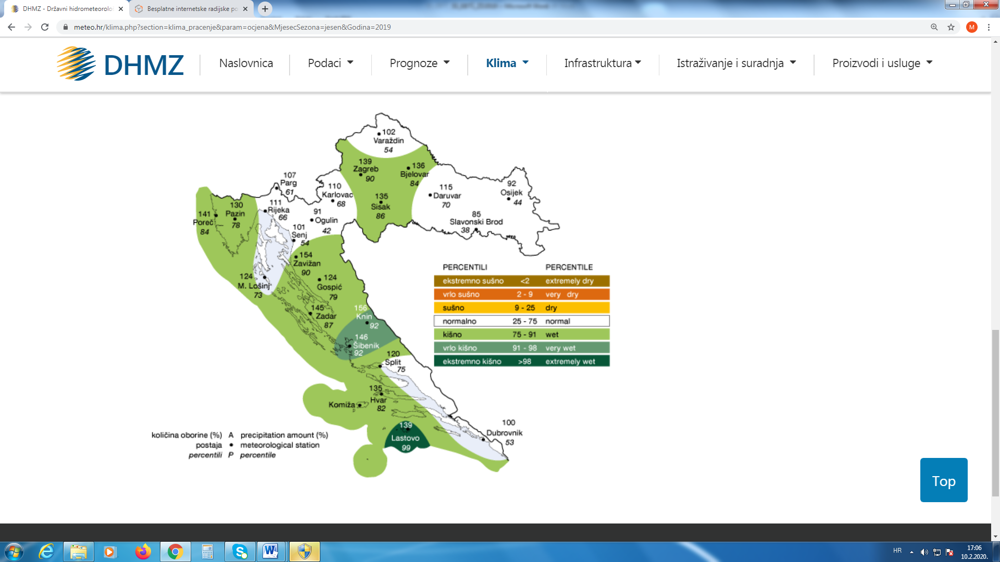 DHMZ - Državni hidrometeorolo
Besplatne internetske radijske po
meteo.hr/klima.php?section=klima_pracenje&param=ocjena&MjesecSezona=jesen&Godina=2019
M
DHMZ
Naslovnica
Podaci
Prognoze
Klima
Infrastruktura
Istraživanje i suradnja
Proizvodi i usluge
102
Varaždin
54
139
Zagreb
90
136
Bjelovar
84
107
Parg
61
110
Karlovac
68
115
Daruvar
70
92
Osijek
44
135
Sisak
86
130
Pazin
78
111
Rijeka
66
141
Poreč
84
91
Ogulin
42
85
Slavonski Brod
38
101
Senj
54
154
Zavižan
90
124
M. Lošinj
73
124
Gospić
79
145
Zadar
87
156
Knin
92
146
Šibenik
92
120
Split
75
135
Hvar
82
Komiža
139
Lastovo
99
100
Dubrovnik
53
PERCENTILI PERCENTILE
ekstremno sušno <2 extremely dry
vrlo sušno 2 - 9 very dry
sušno 9 - 25 dry
normalno 25 - 75 normal
kišno 75 - 91 wet
vrlo kišno 91 - 98 very wet
ekstremno kišno >98 extremely wet
količina oborine (%) A precipitation amount (%)
postaja • meteorological station
percentili P percentile
Top
HR
17:06
10.2.2020.